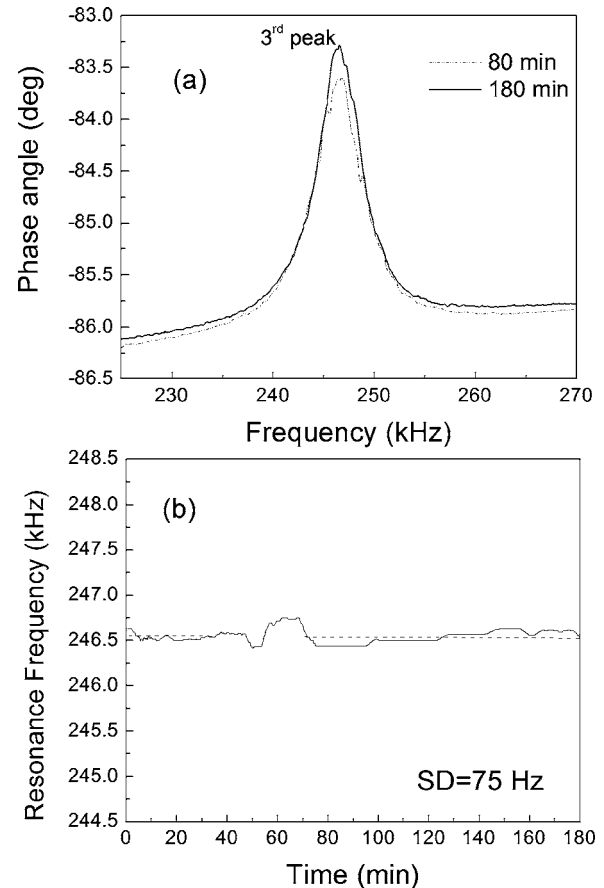 -83.0
3rd peak
-83.5
(a)
80 min
180 min
-84.0
-84.5
-85.0
-85.5
-86.0
-86.5
Phase angle (deg)
230 240 250 260 270
Frequency (kHz)
248.5
(b)
248.0
247.5
247.0
246.5
246.0
245.5
245.0
SD=75 Hz
244.5
Resonance Frequency (kHz)
0 20 40 60 80 100 120 140 160 180
Time (min)